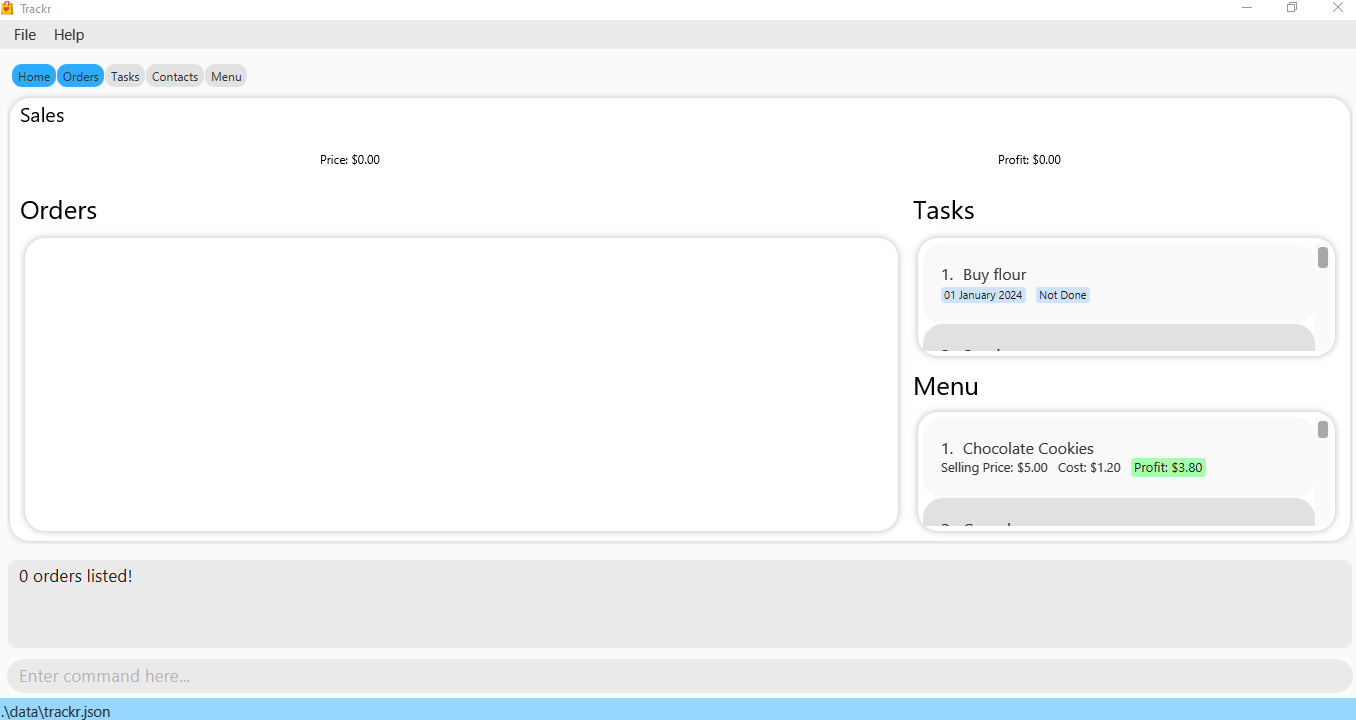 Trackr
File Help
Home Orders Tasks Contacts Menu
Sales
Price: $0.00 Profit: $0.00
Orders
Tasks
1. Buy flour
01 January 2024 Not Done
Menu
1. Chocolate Cookies
Selling Price: $5.00 Cost: $1.20 Profit: $3.80
0 orders listed!
Enter command here...
.\data\trackr.json